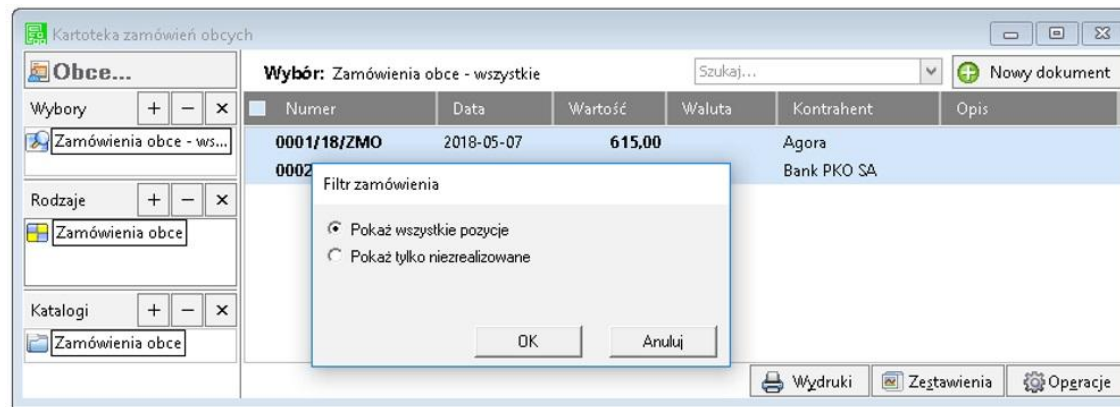 Kartoteka zamówień obcych
Obce...
Wybór: Zamówienia obce - wszystkie
Szukaj...
Nowy dokument
Wybory + − ×
Numer Data Wartość Waluta Kontrahent Opis
Zamówienia obce - ws...
0001/18/ZMO 2018-05-07 615,00 Agora
0002 Bank PKO SA
Filtr zamówienia
Rodzaje + − ×
Pokaż wszystkie pozycje
Zamówienia obce
Pokaż tylko niezrealizowane
Katalogi + − ×
Zamówienia obce
OK Anuluj
Wydruki Zestawienia Operacje